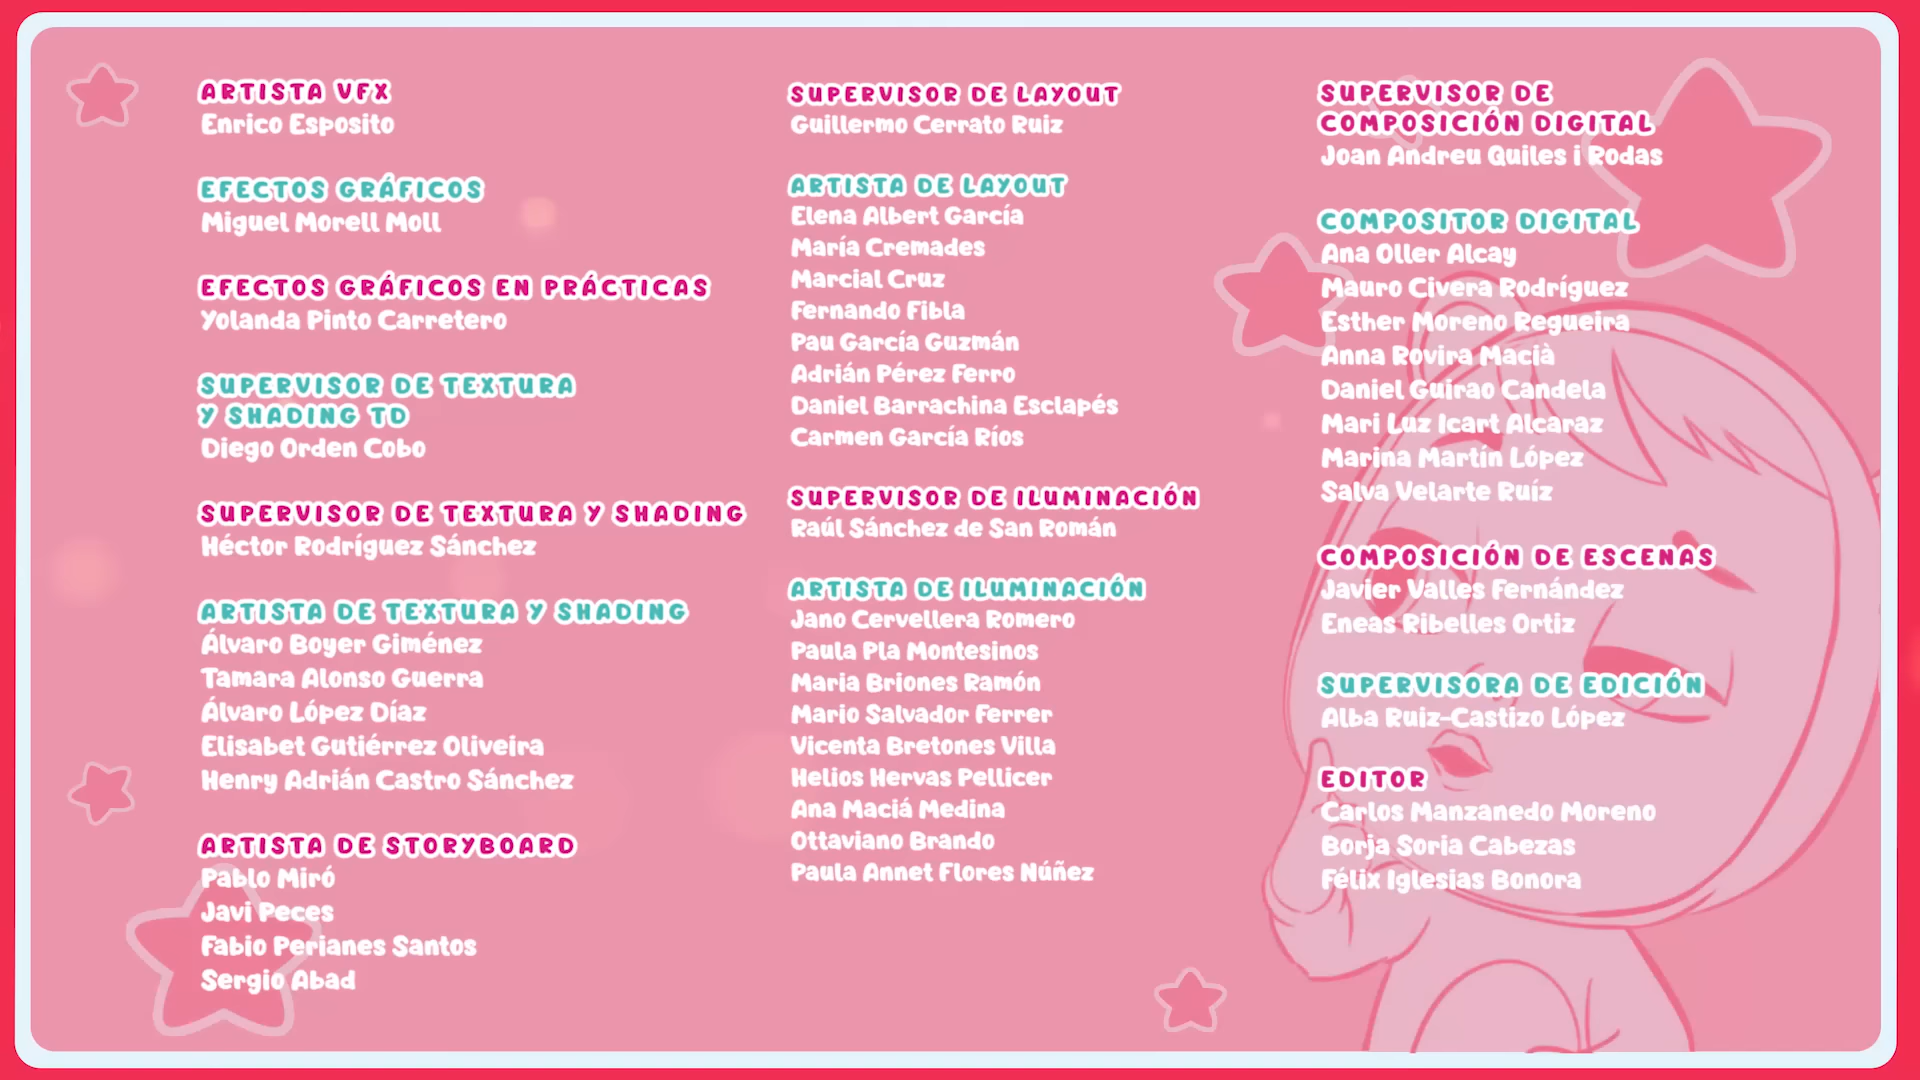 ARTISTA VFX
Enrico Esposito
EFECTOS GRÁFICOS
Miguel Morell Moll
EFECTOS GRÁFICOS EN PRÁCTICAS
Yolanda Pinto Carretero
SUPERVISOR DE TEXTURA
Y SHADING TD
Diego Orden Cobo
SUPERVISOR DE TEXTURA Y SHADING
Héctor Rodríguez Sánchez
ARTISTA DE TEXTURA Y SHADING
Álvaro Boyer Giménez
Tamara Alonso Guerra
Álvaro López Díaz
Elisabet Gutiérrez Oliveira
Henry Adrián Castro Sánchez
ARTISTA DE STORYBOARD
Pablo Miró
Javi Peces
Fabio Perianes Santos
Sergio Abad
SUPERVISOR DE LAYOUT
Guillermo Cerrato Ruiz
ARTISTA DE LAYOUT
Elena Albert García
María Cremades
Marcial Cruz
Fernando Fibla
Pau García Guzmán
Adrián Pérez Ferro
Daniel Barrachina Esclapés
Carmen García Ríos
SUPERVISOR DE ILUMINACIÓN
Raúl Sánchez de San Román
ARTISTA DE ILUMINACIÓN
Jano Cervellera Romero
Paula Pla Montesinos
Maria Briones Ramón
Mario Salvador Ferrer
Vicenta Bretones Villa
Helios Hervas Pellicer
Ana Maciá Medina
Ottaviano Brando
Paula Annet Flores Núñez
SUPERVISOR DE
COMPOSICIÓN DIGITAL
Joan Andreu Quiles i Rodas
COMPOSITOR DIGITAL
Ana Oller Alcay
Mauro Civera Rodríguez
Esther Moreno Regueira
Anna Rovira Macià
Daniel Guirao Candela
Mari Luz Icart Alcaraz
Marina Martín López
Salva Velarte Ruíz
COMPOSICIÓN DE ESCENAS
Javier Valles Fernández
Eneas Ribelles Ortiz
SUPERVISORA DE EDICIÓN
Alba Ruiz-Castizo López
EDITOR
Carlos Manzanedo Moreno
Borja Soria Cabezas
Félix Iglesias Bonora